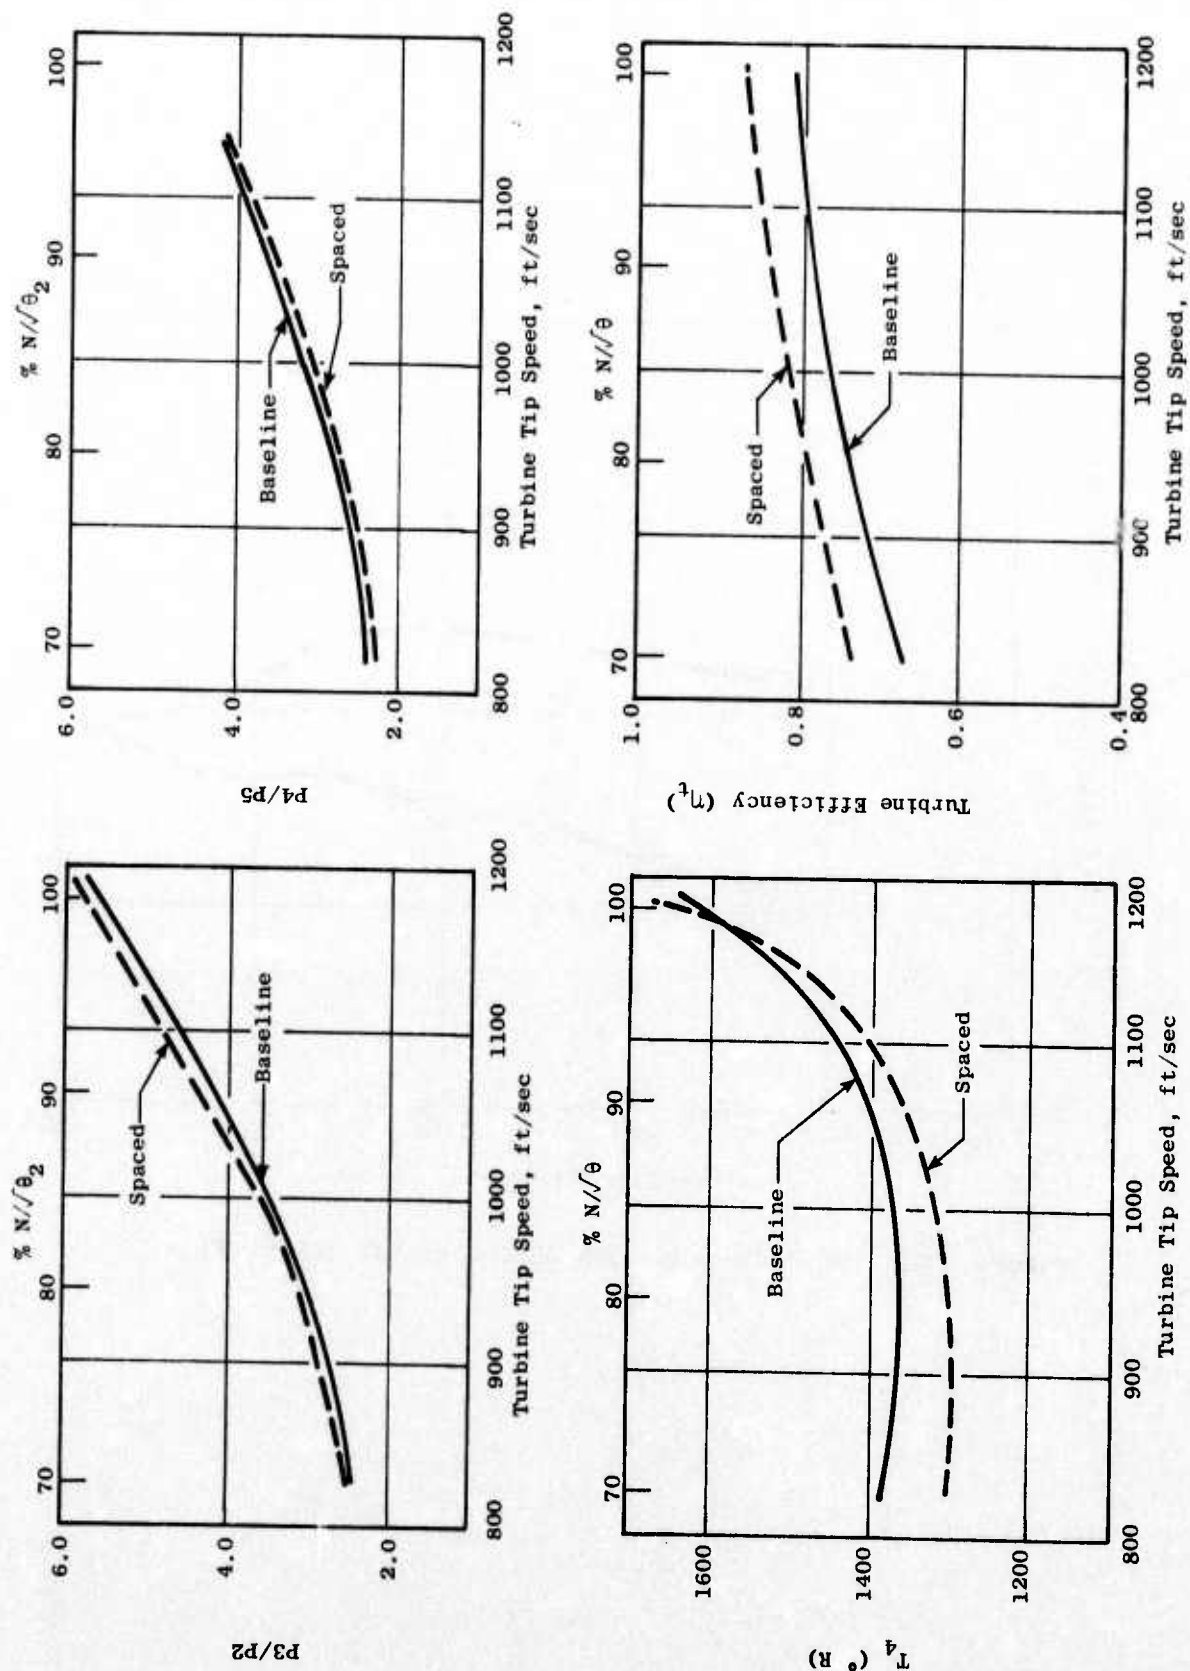 % N/√θ₂
70
80
90
100
6.0
4.0
2.0
P3/P2
Spaced
Baseline
800
900
1000
1100
1200
Turbine Tip Speed, ft/sec
% N/√θ₂
70
80
90
100
6.0
4.0
2.0
P4/P5
Baseline
Spaced
800
900
1000
1100
1200
Turbine Tip Speed, ft/sec
% N/√θ
70
80
90
100
1600
1400
1200
T₄ (° R)
Baseline
Spaced
800
900
1000
1100
1200
Turbine Tip Speed, ft/sec
% N/√θ
70
80
90
100
1.0
0.8
0.6
0.4
Turbine Efficiency (ηₜ)
Spaced
Baseline
800
900
1000
1100
1200
Turbine Tip Speed, ft/sec